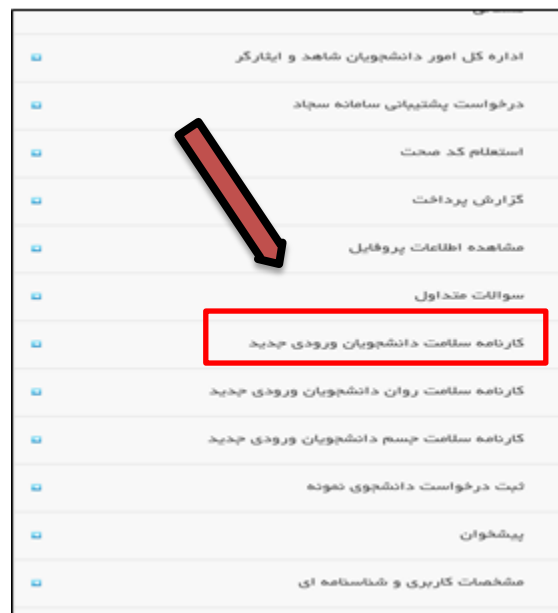 اداره کل امور دانشجویان شاهد و ایثارگر
درخواست پشتیبانی سامانه سجاد
استعلام کد صحت
گزارش پرداخت
مشاهده اطلاعات پروفایل
سوالات متداول
کارنامه سلامت دانشجویان ورودی جدید
کارنامه سلامت روان دانشجویان ورودی جدید
کارنامه سلامت جسم دانشجویان ورودی جدید
ثبت درخواست دانشجوی نمونه
پیشخوان
مشخصات کاربری و شناسنامه ای